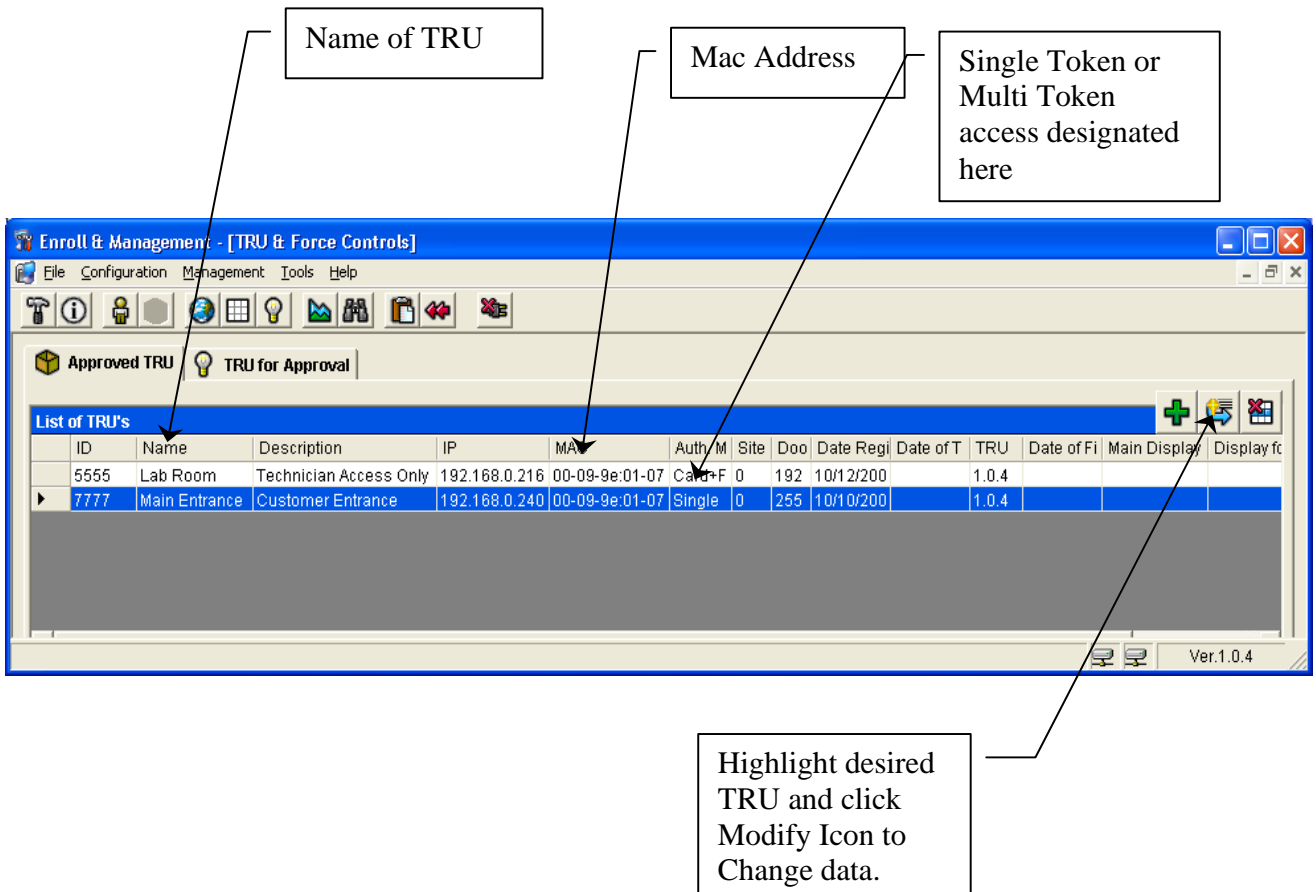 Name of TRU
Mac Address
Single Token or
Multi Token
access designated
here
Enroll & Management - [TRU & Force Controls]
File Configuration Management Tools Help
Approved TRU TRU for Approval
List of TRU's
ID Name Description IP MAC Auth. M Site Doo Date Regi Date of T TRU Date of Fi Main Display Display fo
5555 Lab Room Technician Access Only 192.168.0.216 00-09-9e:01-07 Card+F 0 192 10/12/200 1.0.4
7777 Main Entrance Customer Entrance 192.168.0.240 00-09-9e:01-07 Single 0 255 10/10/200 1.0.4
Ver.1.0.4
Highlight desired
TRU and click
Modify Icon to
Change data.